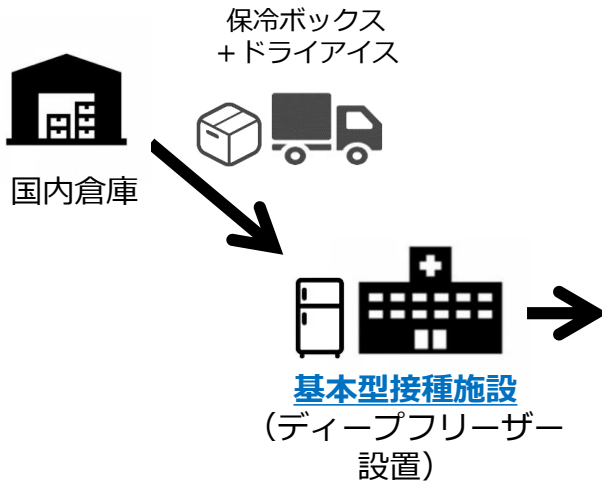 保冷ボックス
+ドライアイス
国内倉庫
基本型接種施設
(ディープフリーザー
設置)